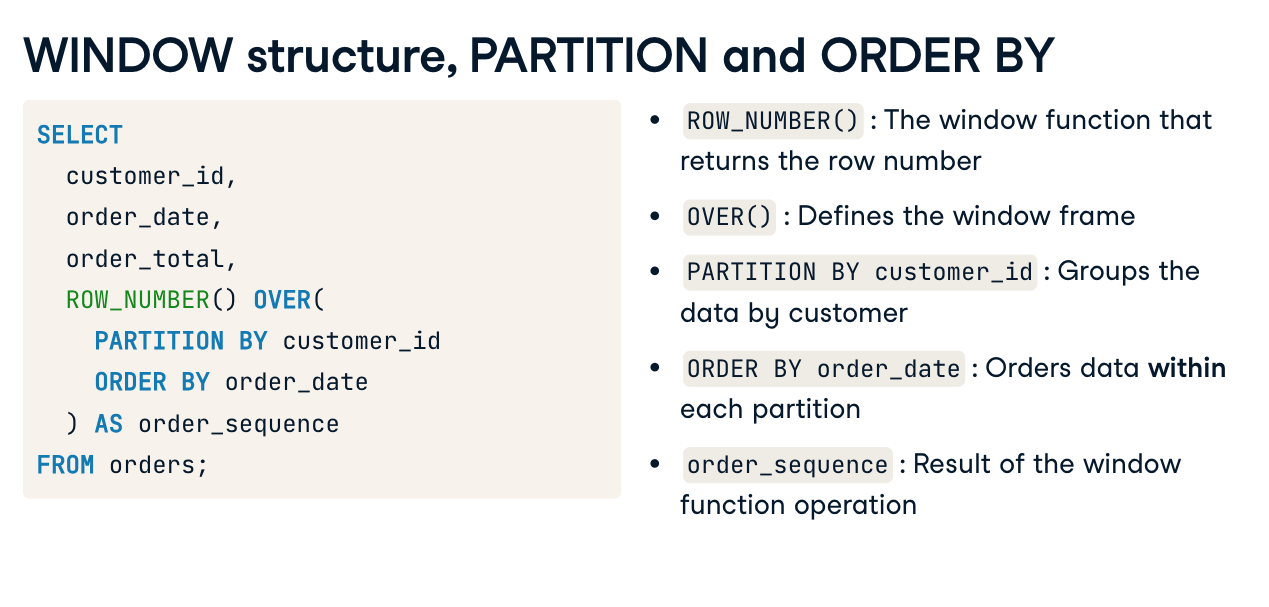 WINDOW structure, PARTITION and ORDER BY
SELECT
customer_id,
order_date,
order_total,
ROW_NUMBER() OVER(
PARTITION BY customer_id
ORDER BY order_date
) AS order_sequence
FROM orders;
• ROW_NUMBER() : The window function that
returns the row number
• OVER() : Defines the window frame
• PARTITION BY customer_id : Groups the
data by customer
• ORDER BY order_date : Orders data within
each partition
• order_sequence : Result of the window
function operation